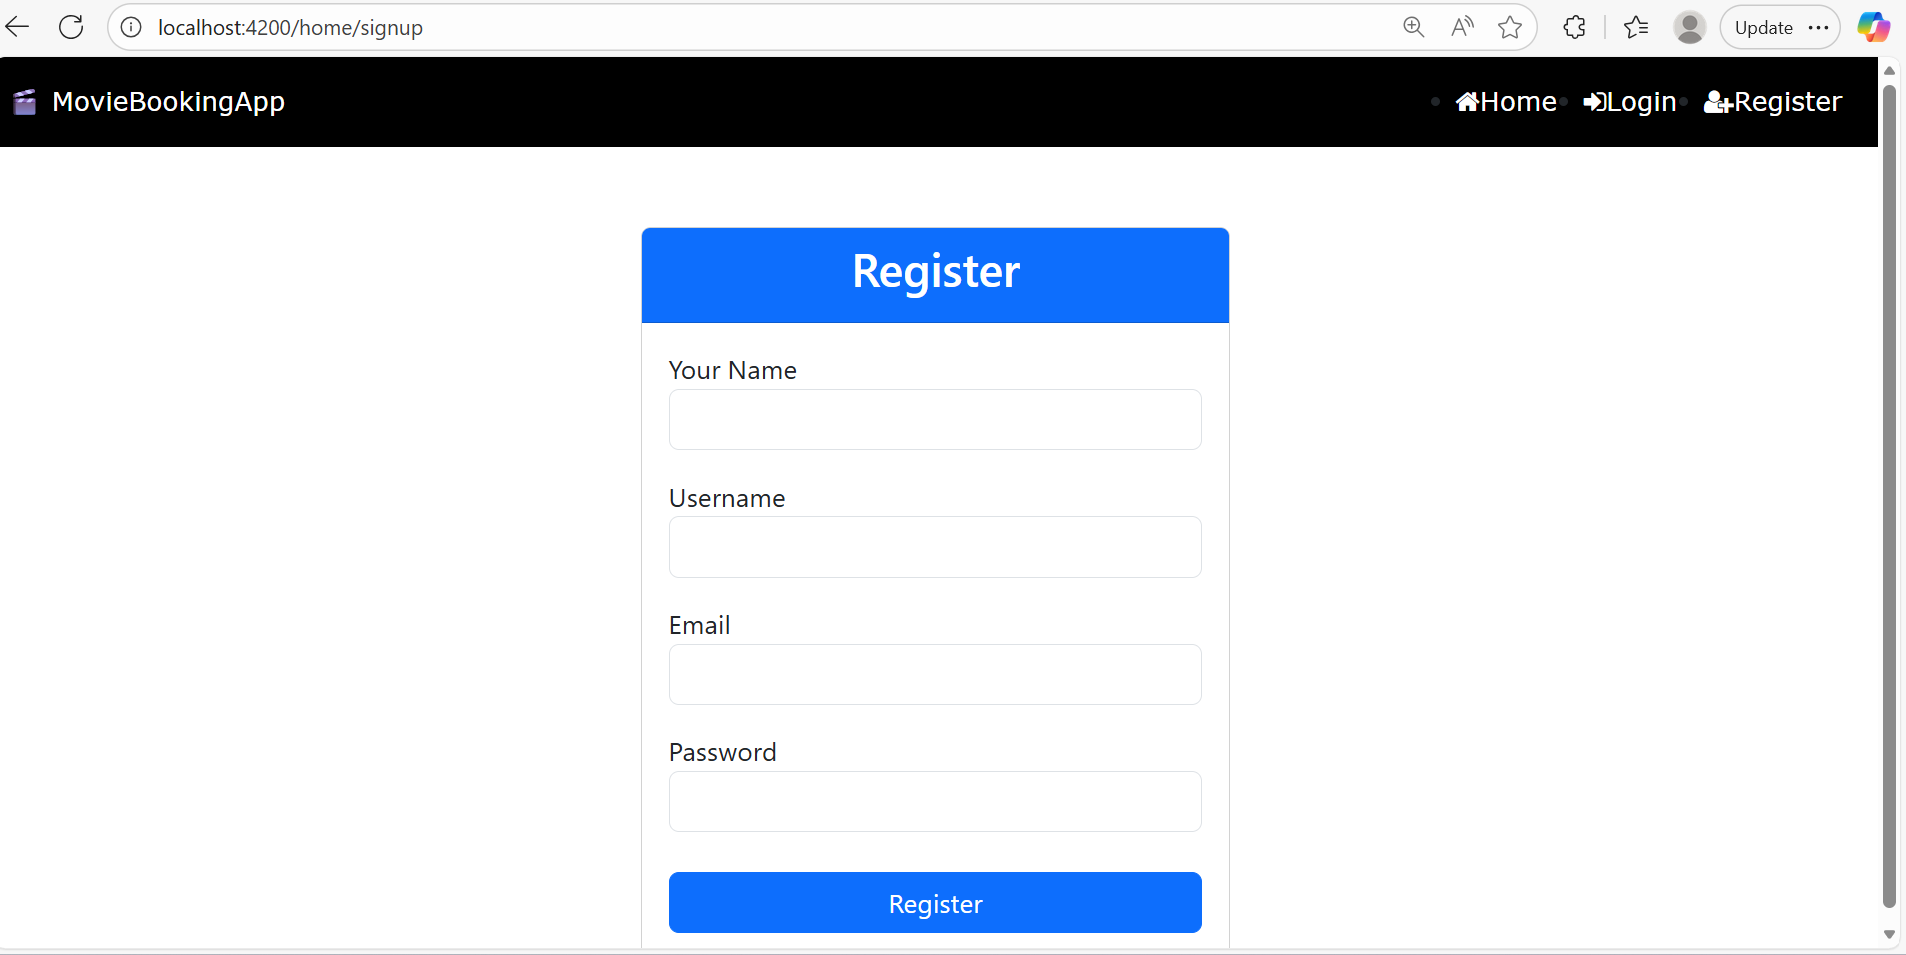 localhost:4200/home/signup
Update
MovieBookingApp
Home
Login
Register
Register
Your Name
Username
Email
Password
Register